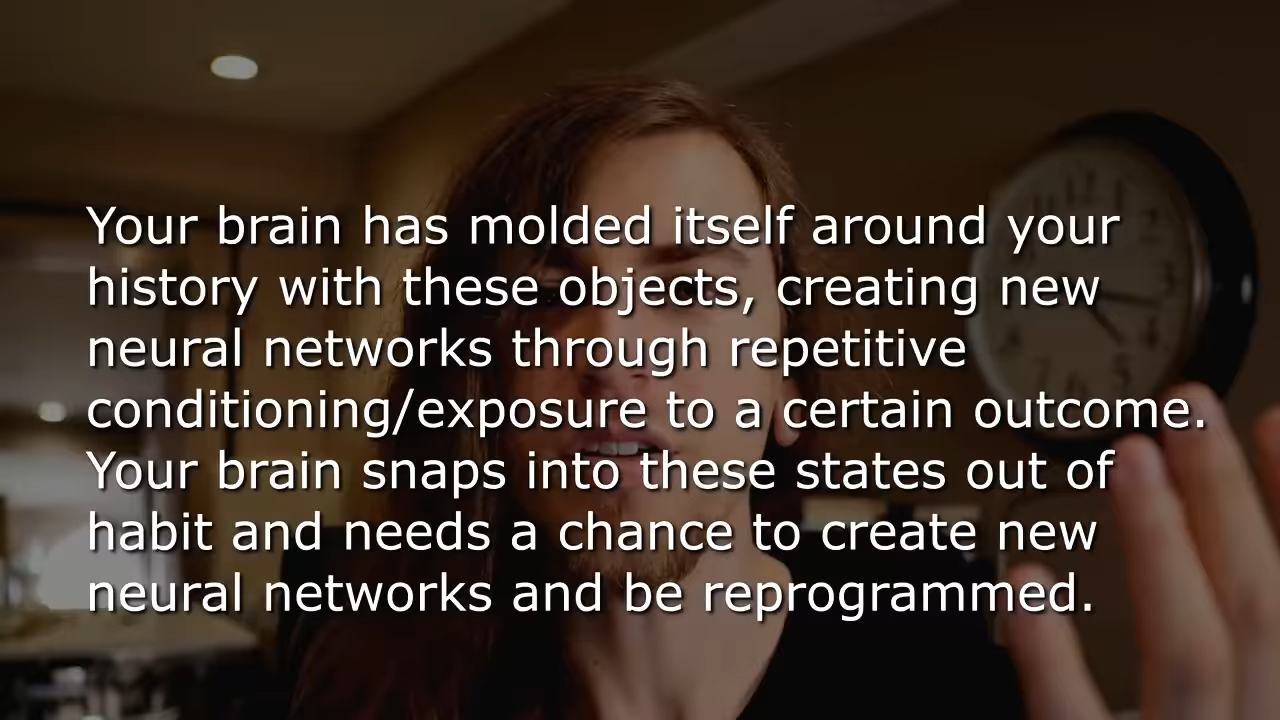 Your brain has molded itself around your
history with these objects, creating new
neural networks through repetitive
conditioning/exposure to a certain outcome.
Your brain snaps into these states out of
habit and needs a chance to create new
neural networks and be reprogrammed.